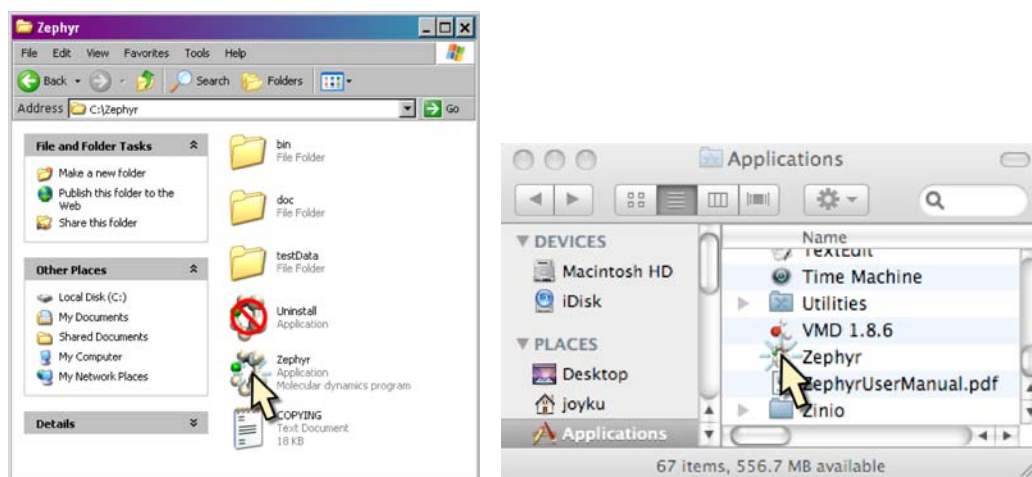 Zephyr
File Edit View Favorites Tools Help
Back Search Folders
Address C:\Zephyr Go
File and Folder Tasks
Make a new folder
Publish this folder to the
Web
Share this folder
Other Places
Local Disk (C:)
My Documents
Shared Documents
My Computer
My Network Places
Details
bin
File Folder
doc
File Folder
testData
File Folder
Uninstall
Application
Zephyr
Application
Molecular dynamics program
COPYING
Text Document
18 KB
Applications
DEVICES
Macintosh HD
iDisk
PLACES
Desktop
joyku
Applications
Name
TextEdit
Time Machine
Utilities
VMD 1.8.6
Zephyr
ZephyrUserManual.pdf
Zinio
67 items, 556.7 MB available